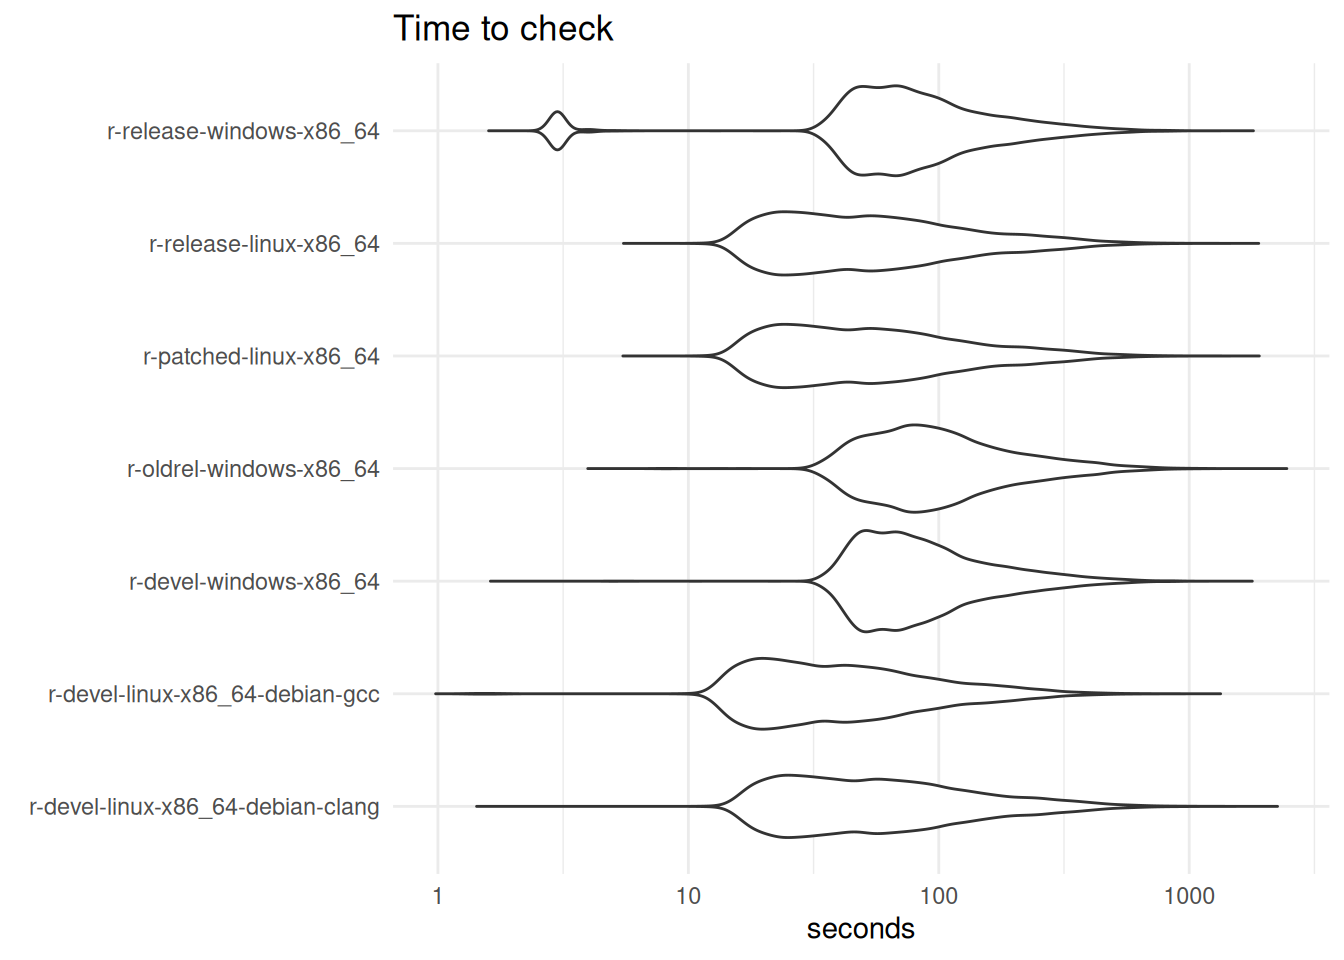 Time to check
r-release-windows-x86_64
r-release-linux-x86_64
r-patched-linux-x86_64
r-oldrel-windows-x86_64
r-devel-windows-x86_64
r-devel-linux-x86_64-debian-gcc
r-devel-linux-x86_64-debian-clang
1 10 100 1000
seconds